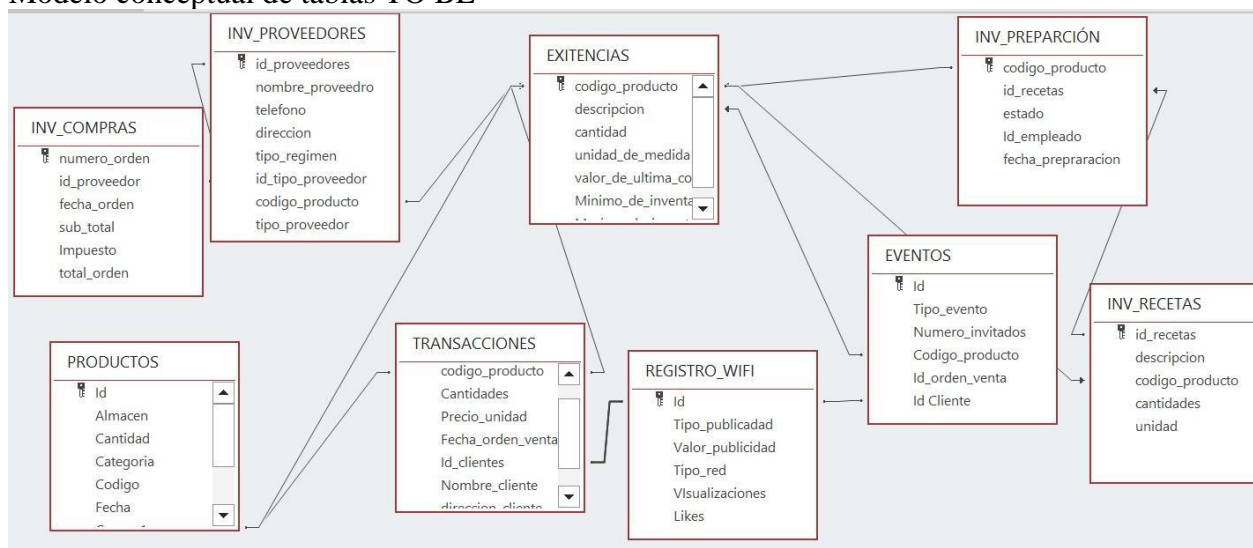 Modelo conceptual de tablas TO BE
INV_PROVEEDORES
id_proveedores
nombre_proveedro
telefono
direccion
tipo_regimen
id_tipo_proveedor
codigo_producto
tipo_proveedor
EXITENCIAS
codigo_producto
descripcion
cantidad
unidad_de_medida
valor_de_ultima_co
Minimo_de_inventa
INV_PREPARCIÓN
codigo_producto
id_recetas
estado
Id_empleado
fecha_prepraracion
INV_COMPRAS
numero_orden
id_proveedor
fecha_orden
sub_total
Impuesto
total_orden
EVENTOS
Id
Tipo_evento
Numero_invitados
Codigo_producto
Id_orden_venta
Id Cliente
INV_RECETAS
id_recetas
descripcion
codigo_producto
cantidades
unidad
PRODUCTOS
Id
Almacen
Cantidad
Categoria
Codigo
Fecha
TRANSACCIONES
codigo_producto
Cantidades
Precio_unidad
Fecha_orden_venta
Id_clientes
Nombre_cliente
direccion_cliente
REGISTRO_WIFI
Id
Tipo_publicadad
Valor_publicidad
Tipo_red
VIsualizaciones
Likes